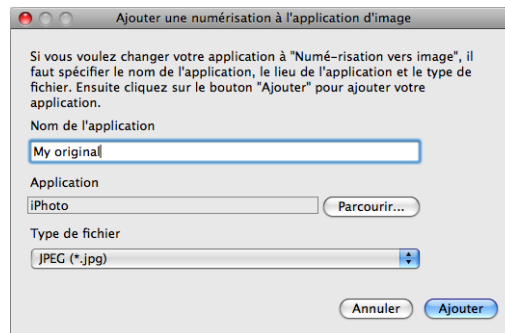 Ajouter une numérisation à l'application d'image
Si vous voulez changer votre application à "Numé-risation vers image", il
faut spécifier le nom de l'application, le lieu de l'application et le type de
fichier. Ensuite cliquez sur le bouton "Ajouter" pour ajouter votre
application.
Nom de l'application
My original
Application
iPhoto
Parcourir...
Type de fichier
JPEG (*.jpg)
Annuler
Ajouter